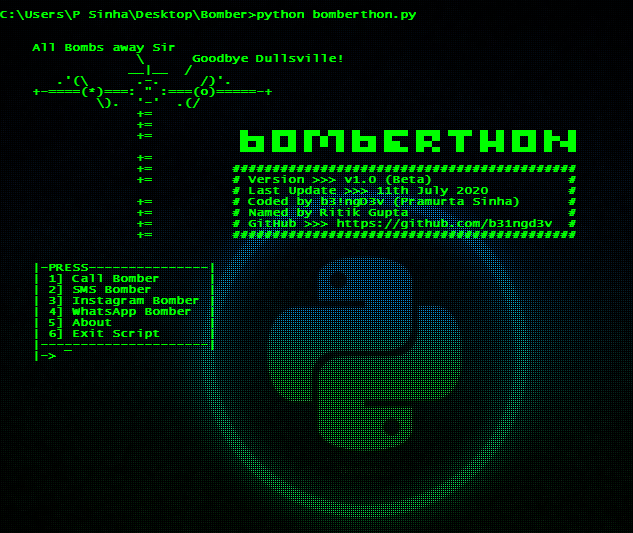 C:\Users\P Sinha\Desktop\Bomber>python bomberthon.py
All Bombs away Sir
Goodbye Dullsville!
BOMBERTHON
###########################################
# Version >>> v1.0 (Beta) #
# Last Update >>> 11th July 2020 #
# Coded by b3!ngD3v (Pramurta Sinha) #
# Named by Ritik Gupta #
# GitHub >>> https://github.com/b31ngd3v #
###########################################
|-PRESS---------------|
| 1] Call Bomber |
| 2] SMS Bomber |
| 3] Instagram Bomber |
| 4] WhatsApp Bomber |
| 5] About |
| 6] Exit Script |
|---------------------|
|-> _